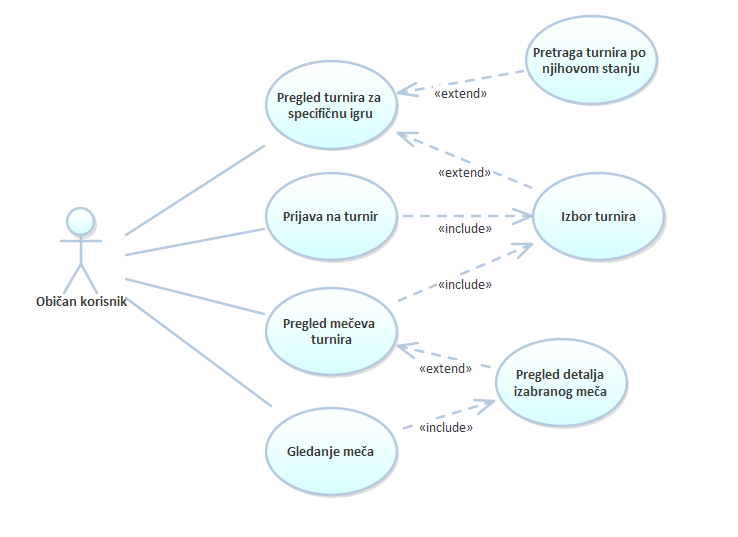 Pretraga turnira po
njihovom stanju
Pregled turnira za
specifičnu igru
«extend»
«extend»
Prijava na turnir
Izbor turnira
«include»
«include»
Običan korisnik
Pregled mečeva
turnira
«extend»
Pregled detalja
izabranog meča
«include»
Gledanje meča